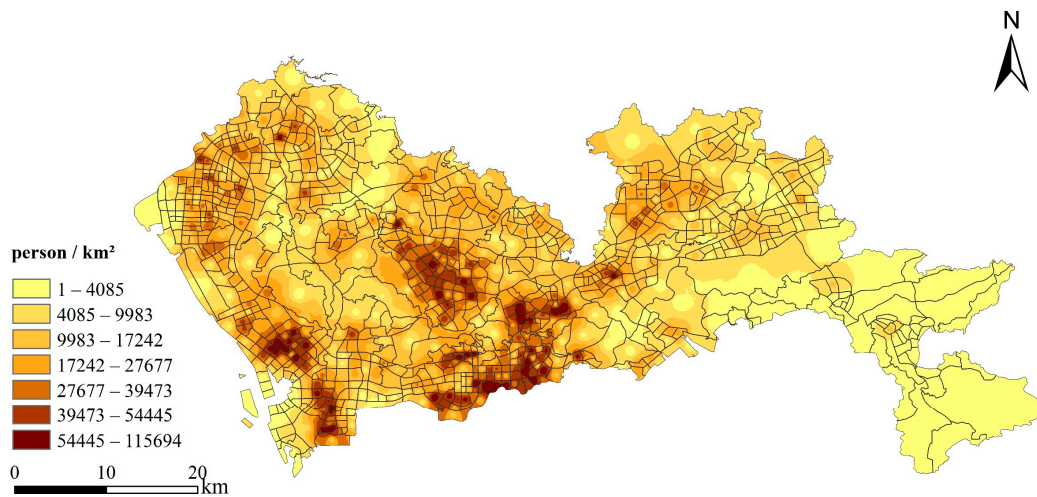 N
person / km²
1 – 4085
4085 – 9983
9983 – 17242
17242 – 27677
27677 – 39473
39473 – 54445
54445 – 115694
0 10 20
km